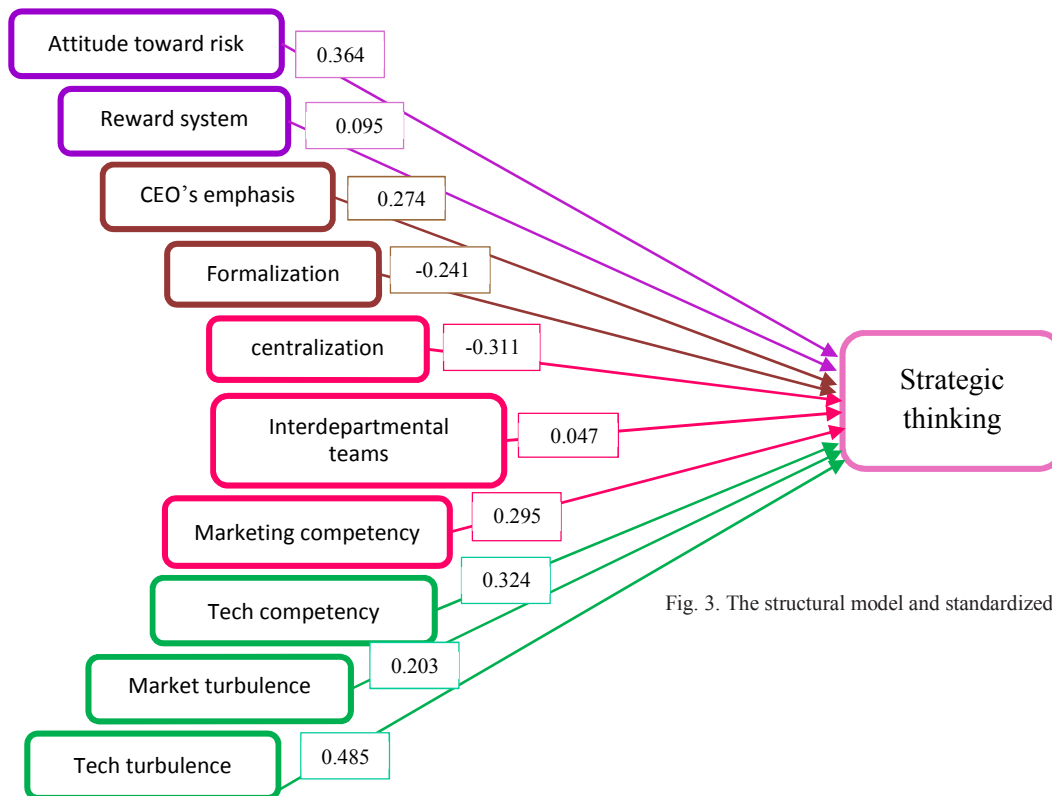 Attitude toward risk
0.364
Reward system
0.095
CEO’s emphasis
0.274
Formalization
-0.241
centralization
-0.311
Interdepartmental
teams
0.047
Marketing competency
0.295
Tech competency
0.324
Market turbulence
0.203
Tech turbulence
0.485
Strategic
thinking
Fig. 3. The structural model and standardized